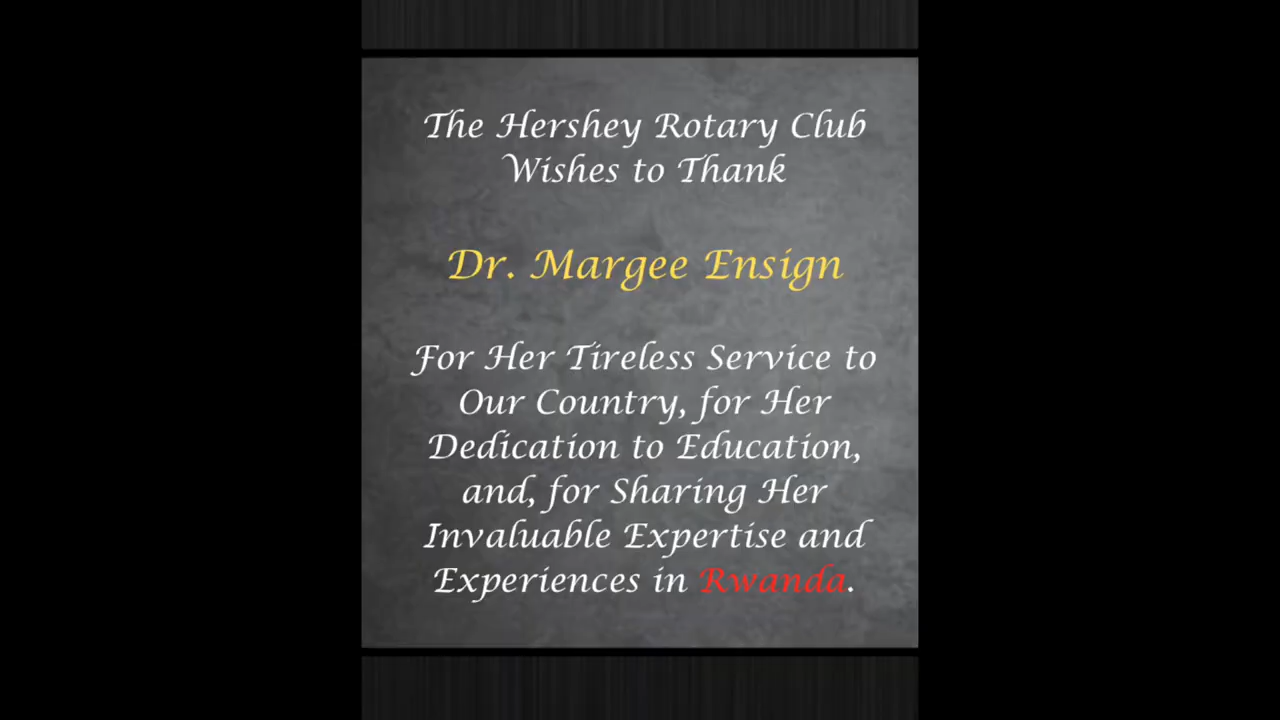 The Hershey Rotary Club
Wishes to Thank
Dr. Margee Ensign
For Her Tireless Service to
Our Country, for Her
Dedication to Education,
and, for Sharing Her
Invaluable Expertise and
Experiences in Rwanda.